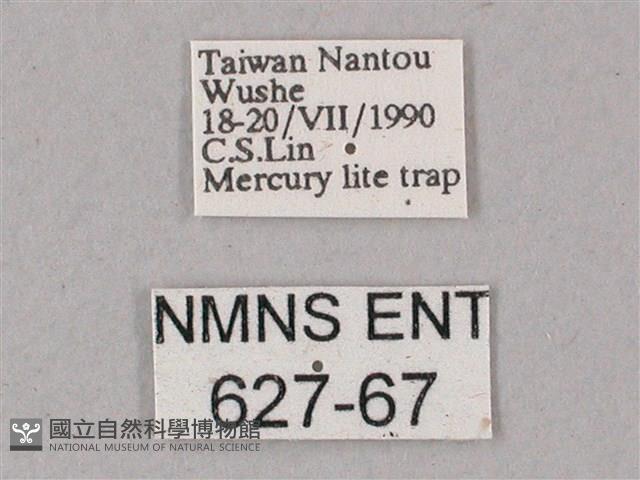 Taiwan Nantou
Wushe
18-20/VII/1990
C.S.Lin
Mercury lite trap
NMNS ENT
627-67
國立自然科學博物館
NATIONAL MUSEUM OF NATURAL SCIENCE